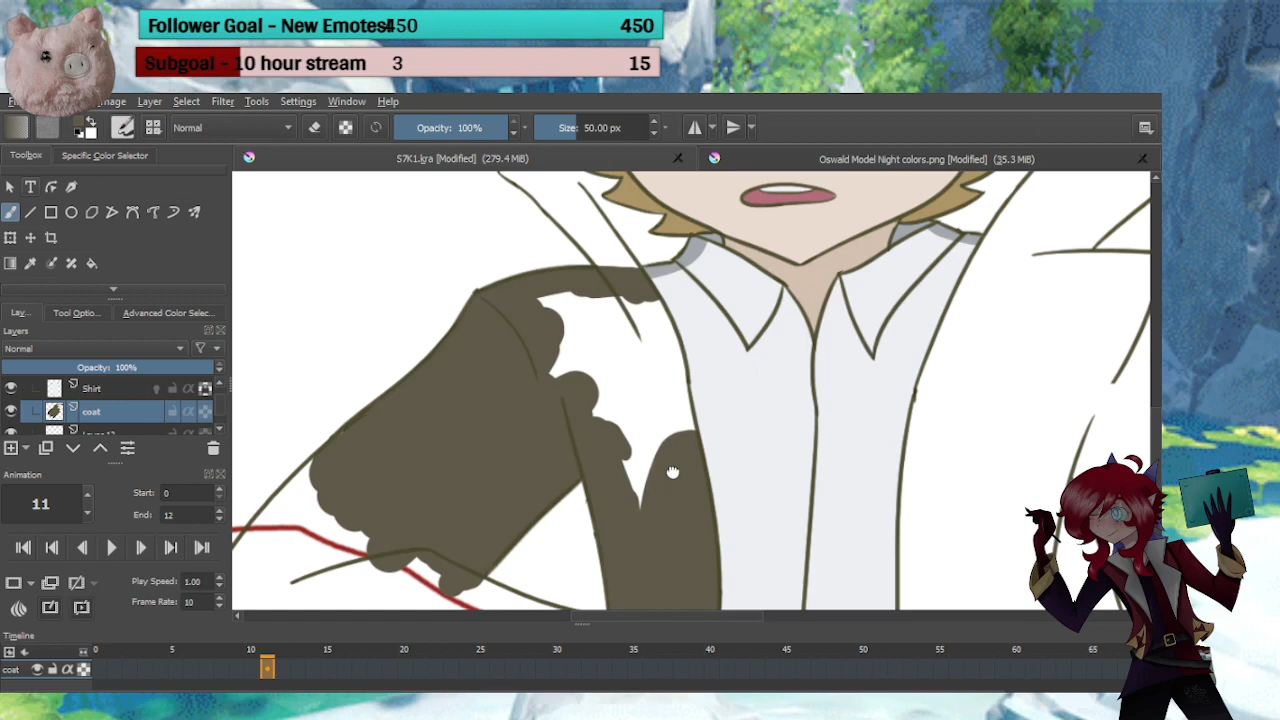 Follower Goal - New Emotes! 450 450
Subgoal - 10 hour stream 3 15
Image Layer Select Filter Tools Settings Window Help
Normal Opacity: 100% Size: 50.00 px
Toolbox Specific Color Selector S7K1.kra [Modified] (279.4 MiB) Oswald Model Night colors.png [Modified] (35.3 MiB)
Lay... Tool Optio... Advanced Color Selec...
Layers
Normal
Opacity: 100%
Shirt
coat
Animation
11 Start: 0
End: 12
Play Speed: 1.00
Frame Rate: 10
Timeline
0 5 10 15 20 25 30 35 40 45 50 55 60 65
coat